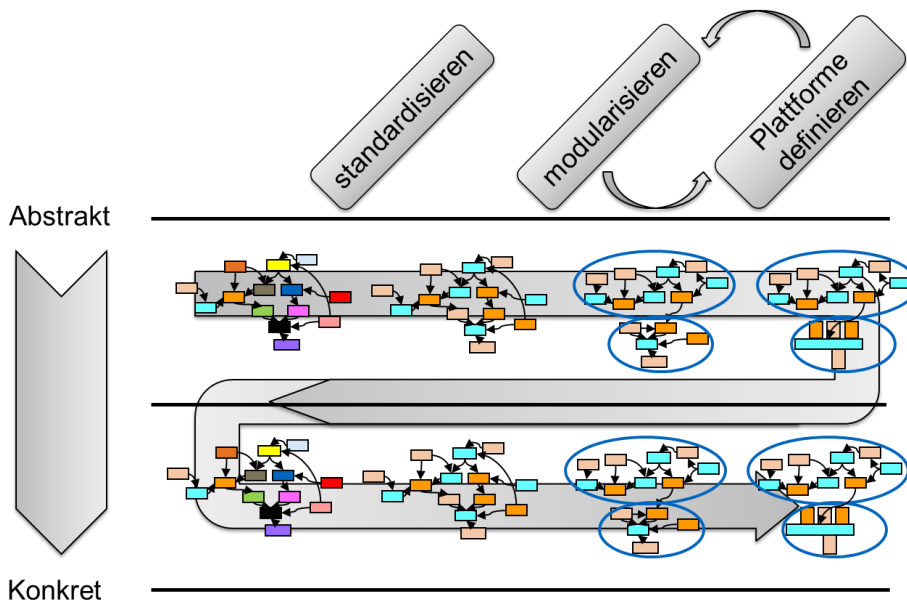 standardisieren
modularisieren
Plattforme
definieren
Abstrakt
Konkret